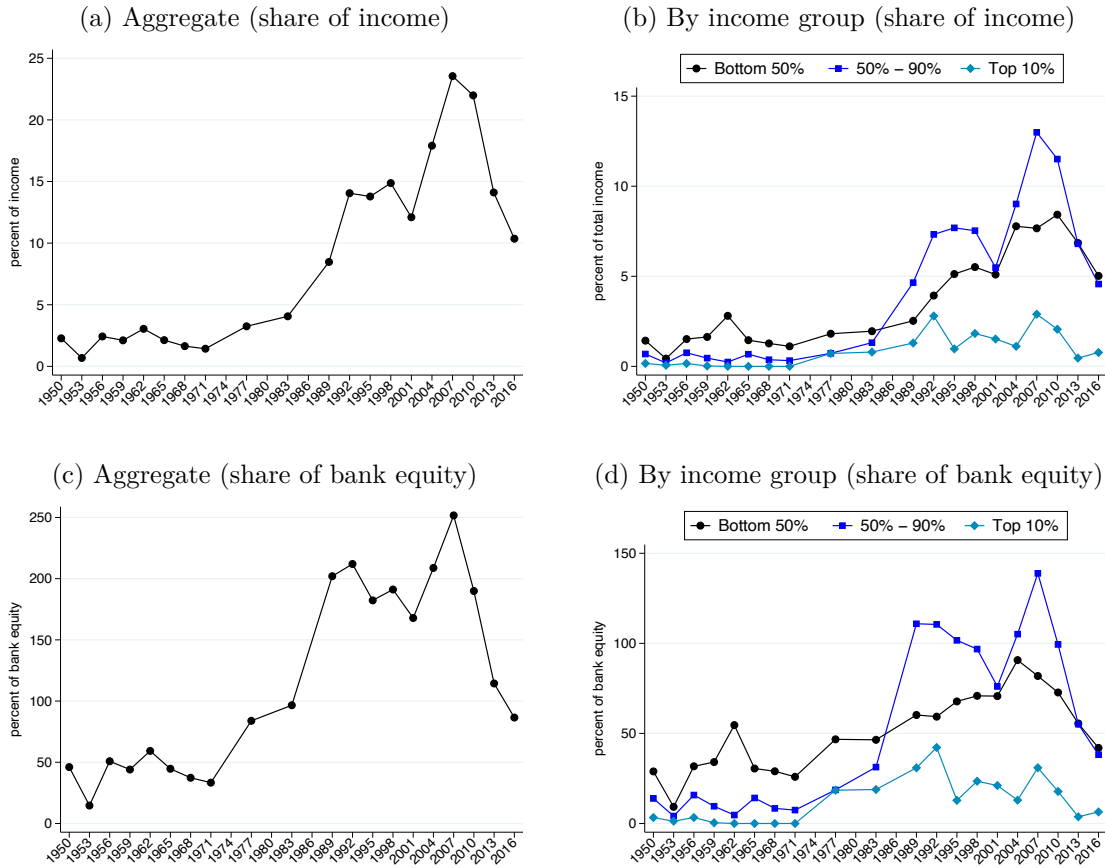 (a) Aggregate (share of income)
25
20
15
10
5
0
percent of income
1950 1953 1956 1959 1962 1965 1968 1971 1974 1977 1980 1983 1986 1989 1992 1995 1998 2001 2004 2007 2010 2013 2016
(b) By income group (share of income)
Bottom 50% 50% − 90% Top 10%
15
10
5
0
percent of total income
1950 1953 1956 1959 1962 1965 1968 1971 1974 1977 1980 1983 1986 1989 1992 1995 1998 2001 2004 2007 2010 2013 2016
(c) Aggregate (share of bank equity)
250
200
150
100
50
0
percent of bank equity
1950 1953 1956 1959 1962 1965 1968 1971 1974 1977 1980 1983 1986 1989 1992 1995 1998 2001 2004 2007 2010 2013 2016
(d) By income group (share of bank equity)
Bottom 50% 50% − 90% Top 10%
150
100
50
0
percent of bank equity
1950 1953 1956 1959 1962 1965 1968 1971 1974 1977 1980 1983 1986 1989 1992 1995 1998 2001 2004 2007 2010 2013 2016